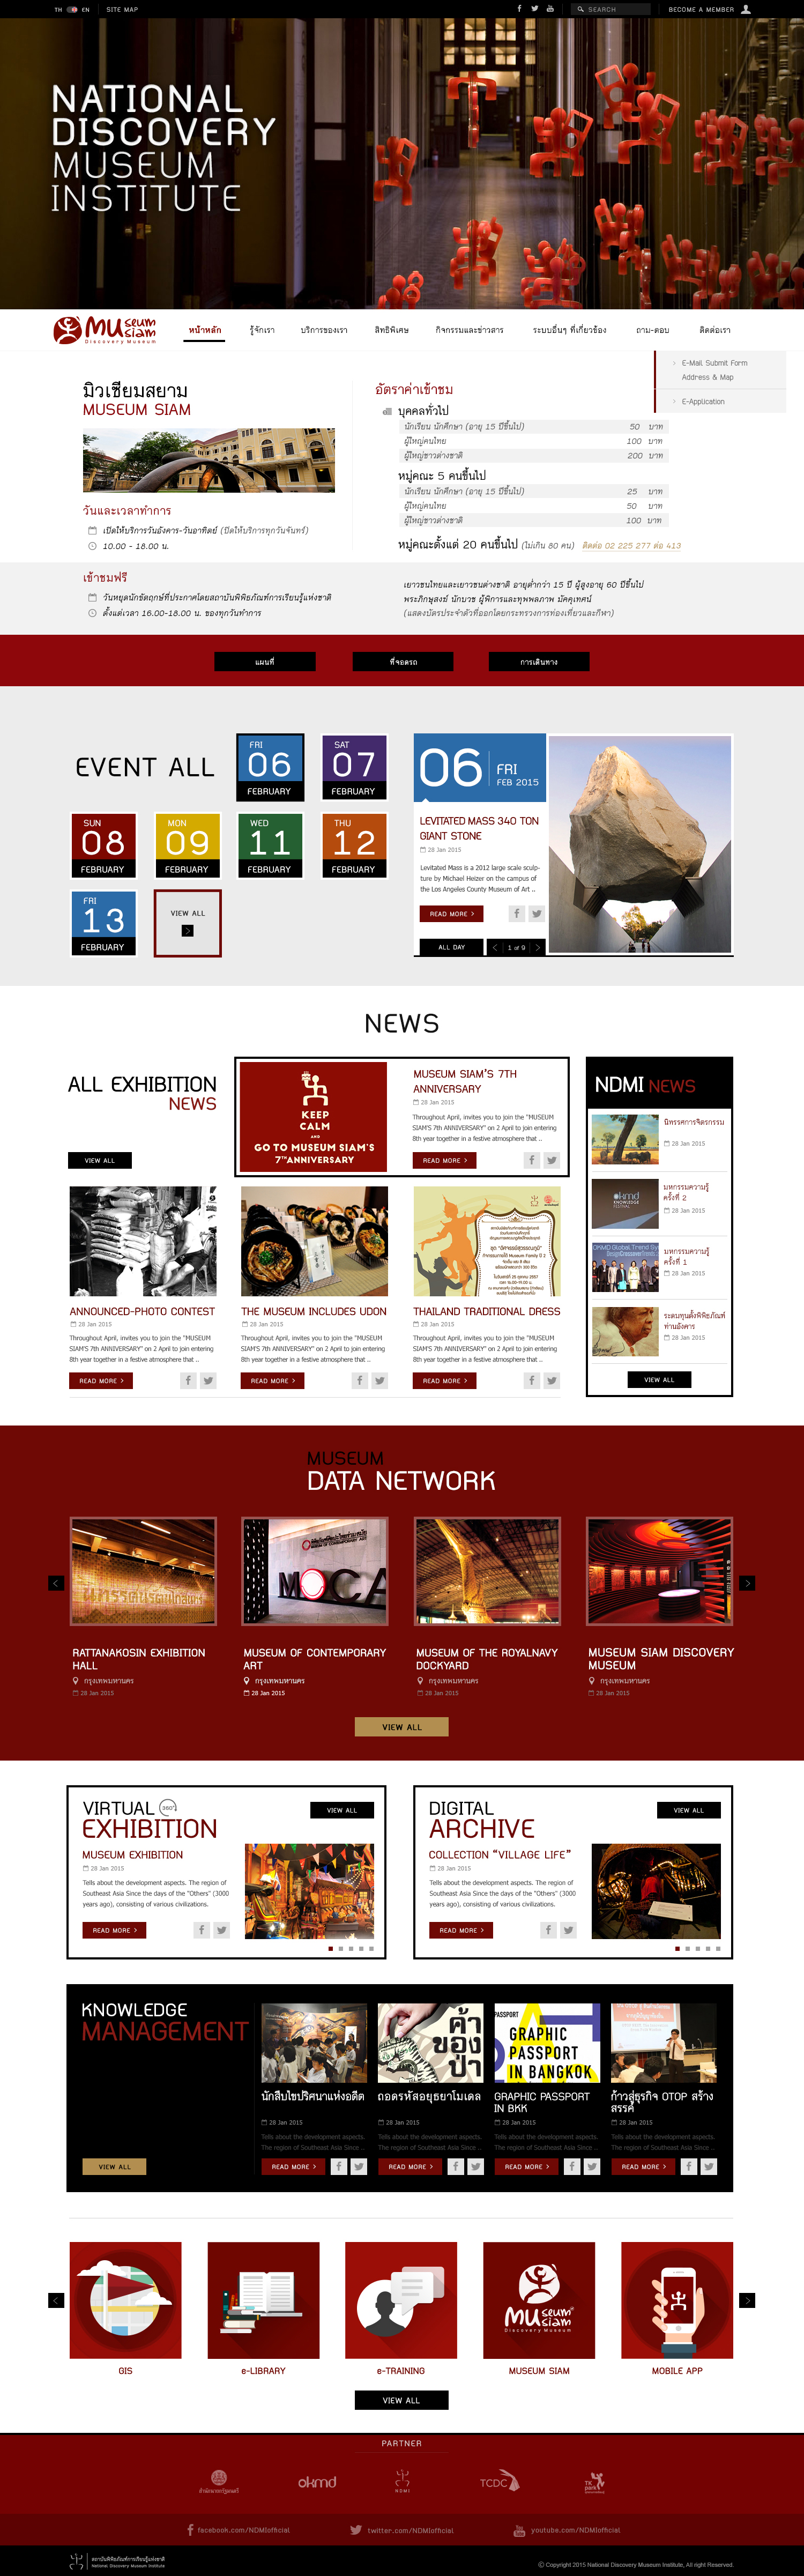 TH EN SITE MAP SEARCH BECOME A MEMBER
NATIONAL
DISCOVERY
MUSEUM
INSTITUTE
Museum Siam
Discovery Museum
หน้าหลัก รู้จักเรา บริการของเรา สิทธิพิเศษ กิจกรรมและข่าวสาร ระบบอื่นๆ ที่เกี่ยวข้อง ถาม-ตอบ ติดต่อเรา
E-Mail Submit Form
Address & Map
E-Application
มิวเซียมสยาม
MUSEUM SIAM
วันและเวลาทำการ
เปิดให้บริการวันอังคาร-วันอาทิตย์ (ปิดให้บริการทุกวันจันทร์)
10.00 - 18.00 น.
อัตราค่าเข้าชม
บุคคลทั่วไป
นักเรียน นักศึกษา (อายุ 15 ปีขึ้นไป) 50 บาท
ผู้ใหญ่คนไทย 100 บาท
ผู้ใหญ่ชาวต่างชาติ 200 บาท
หมู่คณะ 5 คนขึ้นไป
นักเรียน นักศึกษา (อายุ 15 ปีขึ้นไป) 25 บาท
ผู้ใหญ่คนไทย 50 บาท
ผู้ใหญ่ชาวต่างชาติ 100 บาท
หมู่คณะตั้งแต่ 20 คนขึ้นไป (ไม่เกิน 80 คน) ติดต่อ 02 225 277 ต่อ 413
เข้าชมฟรี
วันหยุดนักขัตฤกษ์ที่ประกาศโดยสถาบันพิพิธภัณฑ์การเรียนรู้แห่งชาติ
ตั้งแต่เวลา 16.00-18.00 น. ของทุกวันทำการ
เยาวชนไทยและเยาวชนต่างชาติ อายุต่ำกว่า 15 ปี ผู้สูงอายุ 60 ปีขึ้นไป
พระภิกษุสงฆ์ นักบวช ผู้พิการและทุพพลภาพ มัคคุเทศน์
(แสดงบัตรประจำตัวที่ออกโดยกระทรวงการท่องเที่ยวและกีฬา)
แผนที่ ที่จอดรถ การเดินทาง
EVENT ALL
FRI 06 FEBRUARY
SAT 07 FEBRUARY
SUN 08 FEBRUARY
MON 09 FEBRUARY
WED 11 FEBRUARY
THU 12 FEBRUARY
FRI 13 FEBRUARY
VIEW ALL
06 FRI
FEB 2015
LEVITATED MASS 340 TON
GIANT STONE
28 Jan 2015
Levitated Mass is a 2012 large scale sculp-
ture by Michael Heizer on the campus of
the Los Angeles County Museum of Art ..
READ MORE
ALL DAY 1 of 9
NEWS
ALL EXHIBITION
NEWS
VIEW ALL
KEEP
CALM
AND
GO TO MUSEUM SIAM'S
7TH ANNIVERSARY
MUSEUM SIAM'S 7TH
ANNIVERSARY
28 Jan 2015
Throughout April, invites you to join the "MUSEUM
SIAM'S 7th ANNIVERSARY" on 2 April to join entering
8th year together in a festive atmosphere that ..
READ MORE
ANNOUNCED-PHOTO CONTEST
28 Jan 2015
Throughout April, invites you to join the "MUSEUM
SIAM'S 7th ANNIVERSARY" on 2 April to join entering
8th year together in a festive atmosphere that ..
READ MORE
THE MUSEUM INCLUDES UDON
28 Jan 2015
Throughout April, invites you to join the "MUSEUM
SIAM'S 7th ANNIVERSARY" on 2 April to join entering
8th year together in a festive atmosphere that ..
READ MORE
THAILAND TRADITIONAL DRESS
28 Jan 2015
Throughout April, invites you to join the "MUSEUM
SIAM'S 7th ANNIVERSARY" on 2 April to join entering
8th year together in a festive atmosphere that ..
READ MORE
NDMI NEWS
นิทรรศการจิตรกรรม
28 Jan 2015
okmd
KNOWLEDGE
FESTIVAL
มหกรรมความรู้
ครั้งที่ 2
28 Jan 2015
มหกรรมความรู้
ครั้งที่ 1
28 Jan 2015
ระดมทุนตั้งพิพิธภัณฑ์
ท่านอังคาร
28 Jan 2015
VIEW ALL
MUSEUM
DATA NETWORK
RATTANAKOSIN EXHIBITION
HALL
กรุงเทพมหานคร
28 Jan 2015
MOCA
MUSEUM OF CONTEMPORARY
ART
กรุงเทพมหานคร
28 Jan 2015
MUSEUM OF THE ROYALNAVY
DOCKYARD
กรุงเทพมหานคร
28 Jan 2015
MUSEUM SIAM DISCOVERY
MUSEUM
กรุงเทพมหานคร
28 Jan 2015
VIEW ALL
VIRTUAL 360°
EXHIBITION
VIEW ALL
MUSEUM EXHIBITION
28 Jan 2015
Tells about the development aspects. The region of
Southeast Asia Since the days of the "Others" (3000
years ago), consisting of various civilizations.
READ MORE
DIGITAL
ARCHIVE
VIEW ALL
COLLECTION "VILLAGE LIFE"
28 Jan 2015
Tells about the development aspects. The region of
Southeast Asia Since the days of the "Others" (3000
years ago), consisting of various civilizations.
READ MORE
KNOWLEDGE
MANAGEMENT
VIEW ALL
นักสืบไขปริศนาแห่งอดีต
28 Jan 2015
Tells about the development aspects.
The region of Southeast Asia Since ..
READ MORE
ค้า
ของ
ป่า
ถอดรหัสอยุธยาโมเดล
28 Jan 2015
Tells about the development aspects.
The region of Southeast Asia Since ..
READ MORE
PASSPORT
GRAPHIC
PASSPORT
IN BANGKOK
GRAPHIC PASSPORT
IN BKK
28 Jan 2015
Tells about the development aspects.
The region of Southeast Asia Since ..
READ MORE
ก้าวสู่ธุรกิจ OTOP สร้าง
สรรค์
28 Jan 2015
Tells about the development aspects.
The region of Southeast Asia Since ..
READ MORE
GIS
e-LIBRARY
e-TRAINING
Museum Siam
Discovery Museum
MUSEUM SIAM
MOBILE APP
VIEW ALL
PARTNER
สำนักนายกรัฐมนตรี okmd NDMI TCDC TK park
facebook.com/NDMIofficial twitter.com/NDMIofficial youtube.com/NDMIofficial
สถาบันพิพิธภัณฑ์การเรียนรู้แห่งชาติ
National Discovery Museum Institute
© Copyright 2015 National Discovery Museum Institute, All right Reserved.